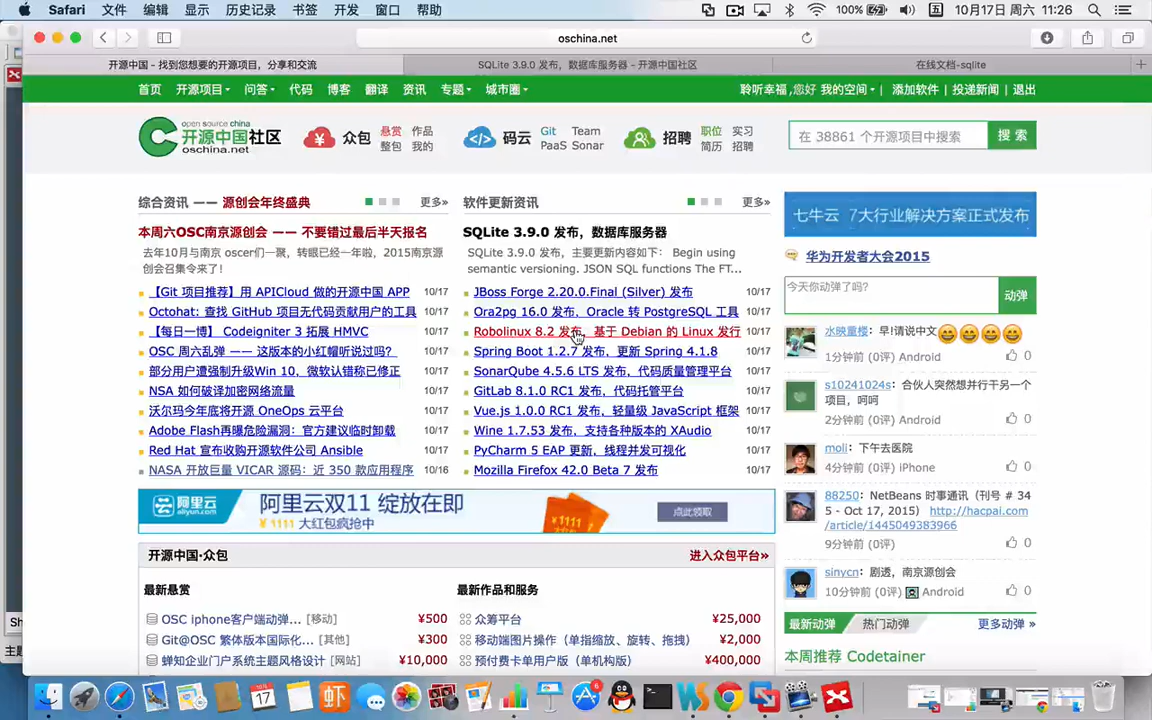 Safari 文件 编辑 显示 历史记录 书签 开发 窗口 帮助 100% 五 10月17日 周六 11:26
oschina.net
开源中国 - 找到您想要的开源项目，分享和交流 SQLite 3.9.0 发布，数据库服务器 - 开源中国社区 在线文档-sqlite
首页 开源项目 问答 代码 博客 翻译 资讯 专题 城市圈 聆听幸福,您好 我的空间 | 添加软件 | 投递新闻 | 退出
open source china
开源中国社区
oschina.net
众包 悬赏 作品
整包 我的
码云 Git Team
PaaS Sonar
招聘 职位 实习
简历 招聘
在 38861 个开源项目中搜索 搜 索
综合资讯 —— 源创会年终盛典 更多»
本周六OSC南京源创会 —— 不要错过最后半天报名
去年10月与南京 oscer们一聚，转眼已经一年啦，2015南京源
创会召集令来了！
【Git 项目推荐】用 APICloud 做的开源中国 APP 10/17
Octohat: 查找 GitHub 项目无代码贡献用户的工具 10/17
【每日一博】 Codeigniter 3 拓展 HMVC 10/17
OSC 周六乱弹 —— 这版本的小红帽听说过吗？ 10/17
部分用户遭强制升级Win 10，微软认错称已修正 10/17
NSA 如何破译加密网络流量 10/17
沃尔玛今年底将开源 OneOps 云平台 10/17
Adobe Flash再曝危险漏洞：官方建议临时卸载 10/17
Red Hat 宣布收购开源软件公司 Ansible 10/17
NASA 开放巨量 VICAR 源码：近 350 款应用程序 10/16
软件更新资讯 更多»
SQLite 3.9.0 发布，数据库服务器
SQLite 3.9.0 发布，主要更新内容如下： Begin using
semantic versioning. JSON SQL functions The FT...
JBoss Forge 2.20.0.Final (Silver) 发布 10/17
Ora2pg 16.0 发布，Oracle 转 PostgreSQL 工具 10/17
Robolinux 8.2 发布，基于 Debian 的 Linux 发行 10/17
Spring Boot 1.2.7 发布，更新 Spring 4.1.8 10/17
SonarQube 4.5.6 LTS 发布，代码质量管理平台 10/17
GitLab 8.1.0 RC1 发布，代码托管平台 10/17
Vue.js 1.0.0 RC1 发布，轻量级 JavaScript 框架 10/17
Wine 1.7.53 发布，支持各种版本的 XAudio 10/17
PyCharm 5 EAP 更新，线程并发可视化 10/17
Mozilla Firefox 42.0 Beta 7 发布 10/17
七牛云 7大行业解决方案正式发布
华为开发者大会2015
今天你动弹了吗？ 动弹
水映童楼：早!请说中文
1分钟前 (0评) Android 0
s10241024s：合伙人突然想并行干另一个
项目，呵呵
2分钟前 (0评) Android 0
moli：下午去医院
4分钟前 (0评) iPhone 0
88250：NetBeans 时事通讯（刊号 # 34
5 - Oct 17, 2015） http://hacpai.com
/article/1445049383966
9分钟前 (0评) 0
sinycn：剧透，南京源创会
10分钟前 (0评) Android 0
最新动弹 热门动弹 更多动弹 »
本周推荐 Codetainer
阿里云
aliyun.com
阿里云双11 绽放在即
¥1111 大红包疯抢中
¥1111
点此领取
开源中国·众包 进入众包平台»
最新悬赏
OSC iphone客户端动弹... [移动] ¥500
Git@OSC 繁体版本国际化... [其他] ¥300
蝉知企业门户系统主题风格设计 [网站] ¥10,000
最新作品和服务
众筹平台 ¥25,000
移动端图片操作（单指缩放、旋转、拖拽） ¥2,000
预付费卡单用户版（单机构版） ¥400,000
Sh
主题
虾
6
17